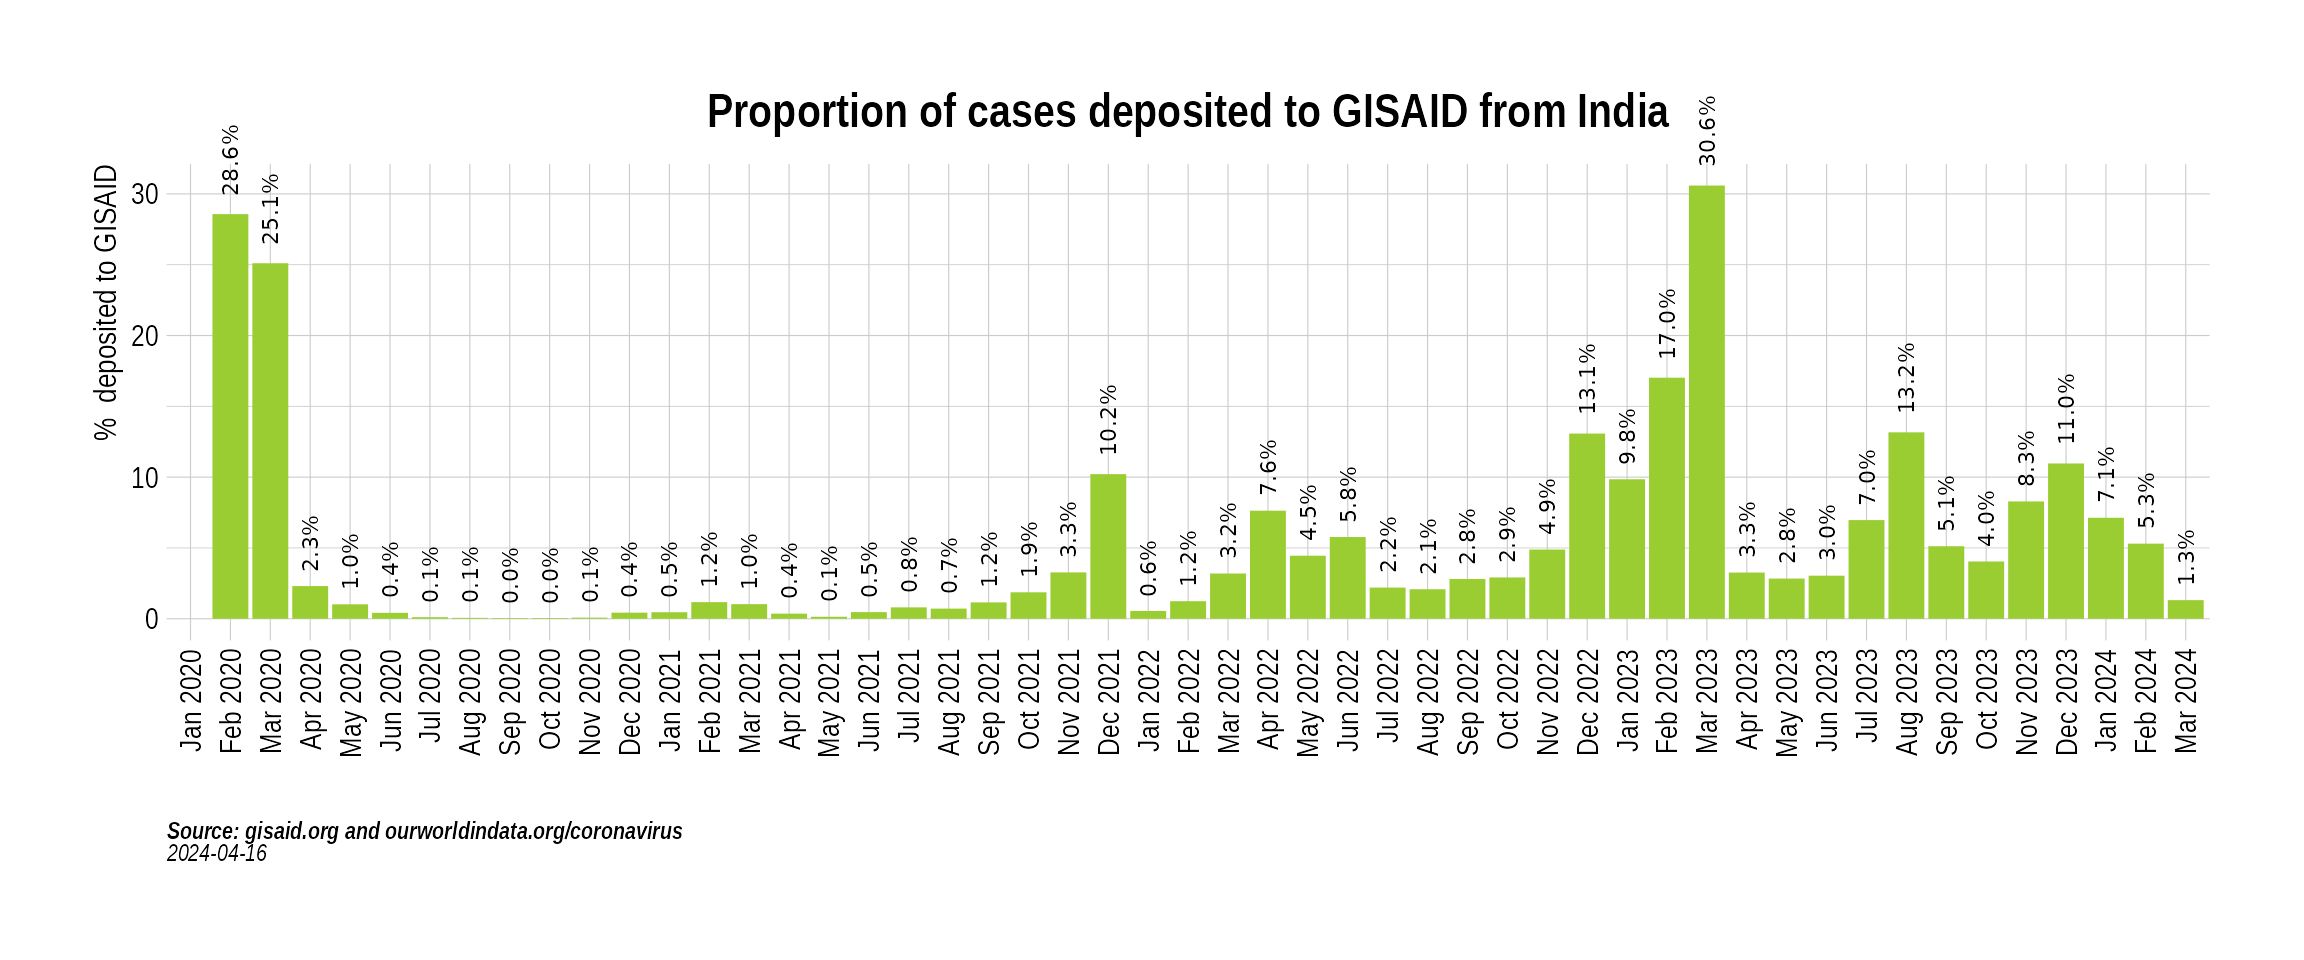 Proportion of cases deposited to GISAID from India
% deposited to GISAID
30
20
10
0
28.6%
25.1%
2.3%
1.0%
0.4%
0.1%
0.1%
0.0%
0.0%
0.1%
0.4%
0.5%
1.2%
1.0%
0.4%
0.1%
0.5%
0.8%
0.7%
1.2%
1.9%
3.3%
10.2%
0.6%
1.2%
3.2%
7.6%
4.5%
5.8%
2.2%
2.1%
2.8%
2.9%
4.9%
13.1%
9.8%
17.0%
30.6%
3.3%
2.8%
3.0%
7.0%
13.2%
5.1%
4.0%
8.3%
11.0%
7.1%
5.3%
1.3%
Jan 2020
Feb 2020
Mar 2020
Apr 2020
May 2020
Jun 2020
Jul 2020
Aug 2020
Sep 2020
Oct 2020
Nov 2020
Dec 2020
Jan 2021
Feb 2021
Mar 2021
Apr 2021
May 2021
Jun 2021
Jul 2021
Aug 2021
Sep 2021
Oct 2021
Nov 2021
Dec 2021
Jan 2022
Feb 2022
Mar 2022
Apr 2022
May 2022
Jun 2022
Jul 2022
Aug 2022
Sep 2022
Oct 2022
Nov 2022
Dec 2022
Jan 2023
Feb 2023
Mar 2023
Apr 2023
May 2023
Jun 2023
Jul 2023
Aug 2023
Sep 2023
Oct 2023
Nov 2023
Dec 2023
Jan 2024
Feb 2024
Mar 2024
Source: gisaid.org and ourworldindata.org/coronavirus
2024-04-16